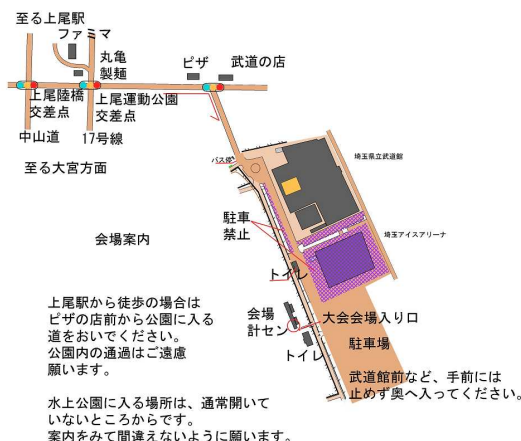 至る上尾駅
ファミマ
丸亀
製麺
ピザ
武道の店
上尾陸橋
交差点
上尾運動公園
交差点
中山道
17号線
至る大宮方面
バス停
埼玉県立武道館
駐車
禁止
埼玉アイスアリーナ
会場案内
トイレ
上尾駅から徒歩の場合は
ピザの店前から公園に入る
道をおいでください。
公園内の通過はご遠慮
願います。
会場
計セン
大会会場入り口
トイレ
駐車場
武道館前など、手前には
止めず奥へ入ってください。
水上公園に入る場所は、通常開いて
いないところからです。
案内をみて間違えないように願います。